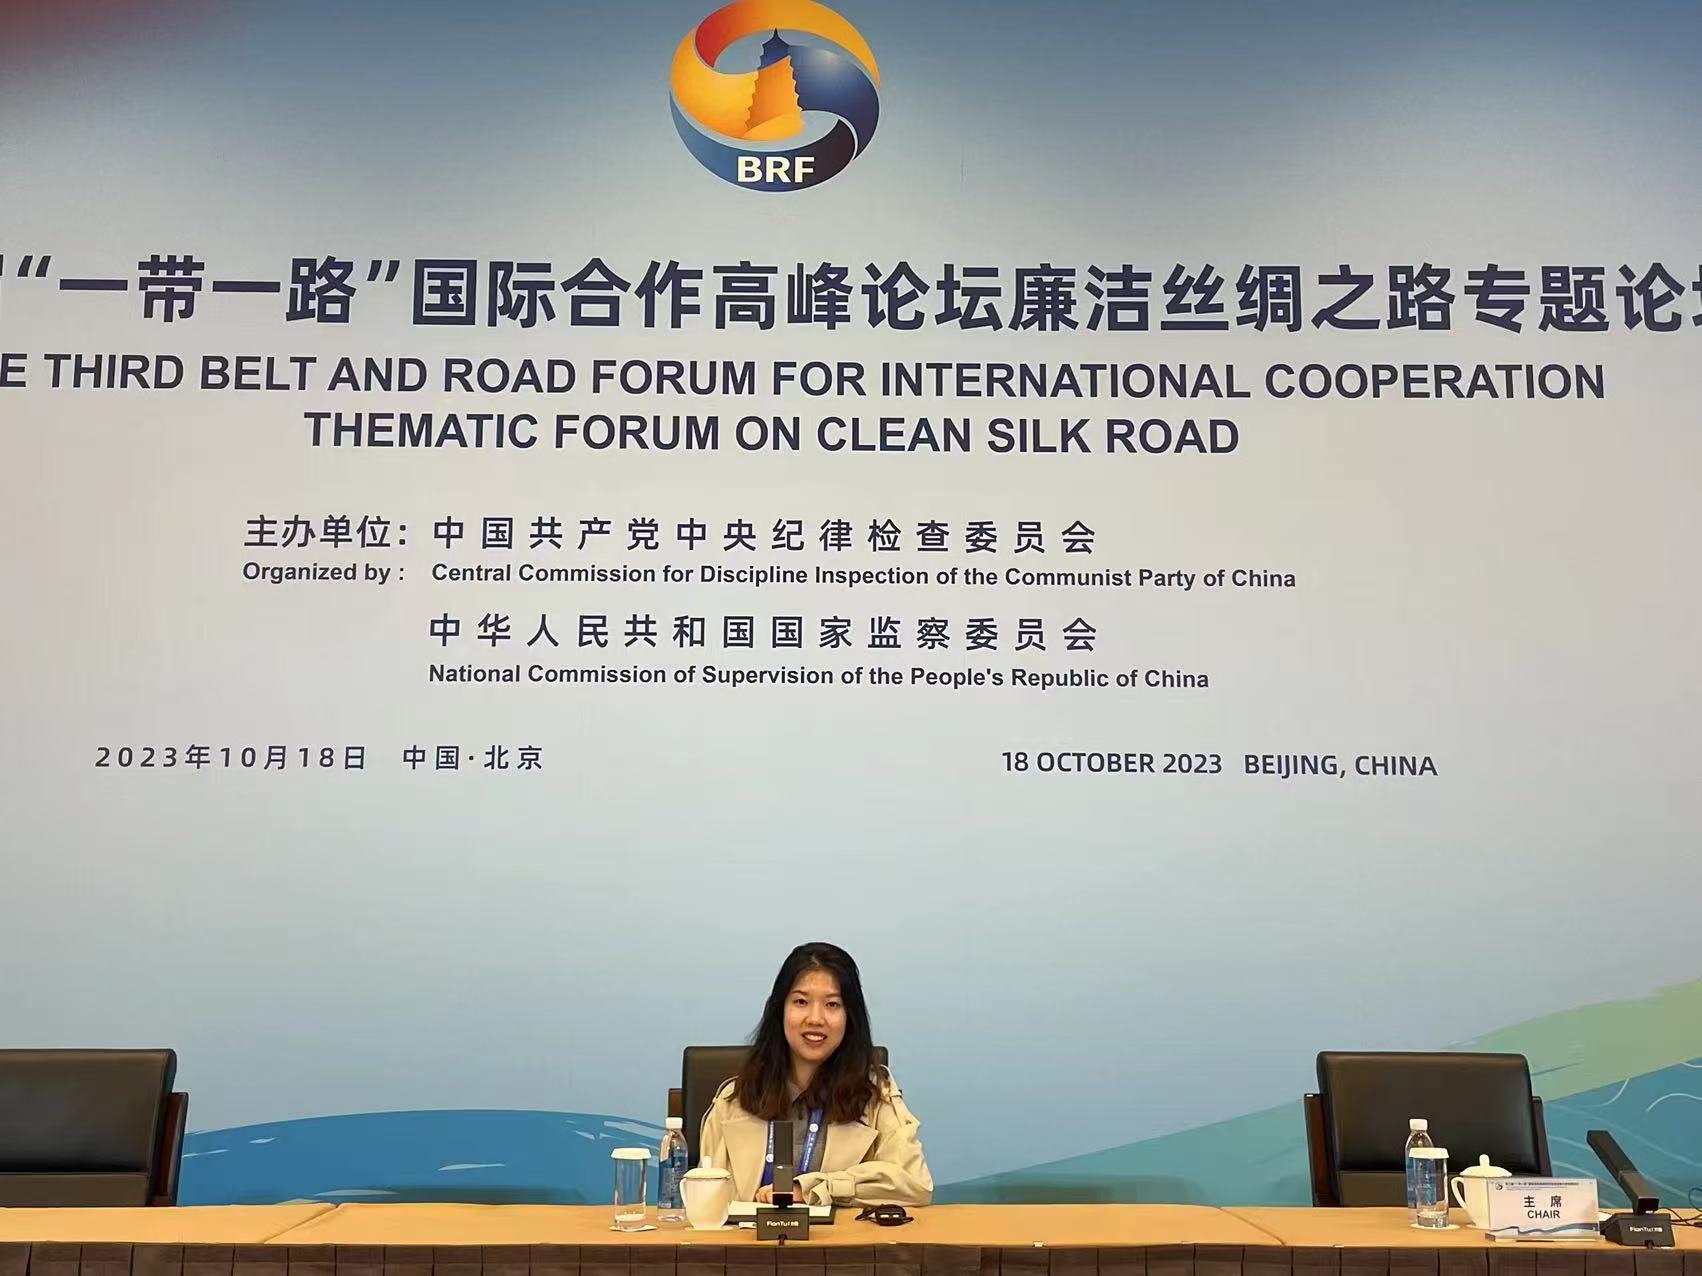 BRF
“一带一路”国际合作高峰论坛廉洁丝绸之路专题论坛
E THIRD BELT AND ROAD FORUM FOR INTERNATIONAL COOPERATION
THEMATIC FORUM ON CLEAN SILK ROAD
主办单位：中国共产党中央纪律检查委员会
Organized by : Central Commission for Discipline Inspection of the Communist Party of China
中华人民共和国国家监察委员会
National Commission of Supervision of the People's Republic of China
2023年10月18日 中国·北京
18 OCTOBER 2023 BEIJING, CHINA
主 席
CHAIR